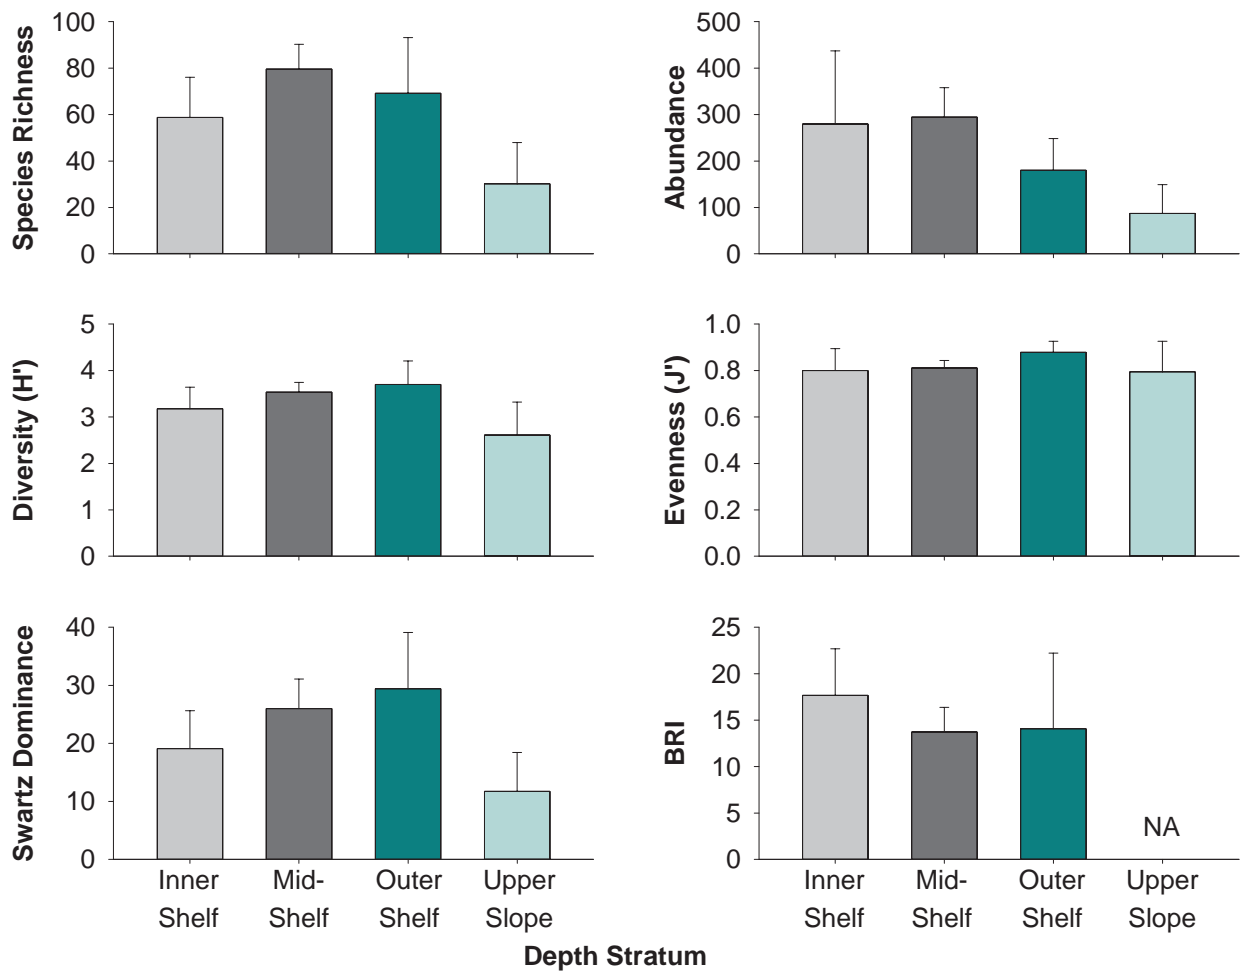 Species Richness
100
80
60
40
20
0
Abundance
500
400
300
200
100
0
Diversity (H')
5
4
3
2
1
0
Evenness (J')
1.0
0.8
0.6
0.4
0.2
0.0
Swartz Dominance
40
30
20
10
0
BRI
25
20
15
10
5
0
NA
Inner Mid- Outer Upper
Shelf Shelf Shelf Slope
Inner Mid- Outer Upper
Shelf Shelf Shelf Slope
Depth Stratum